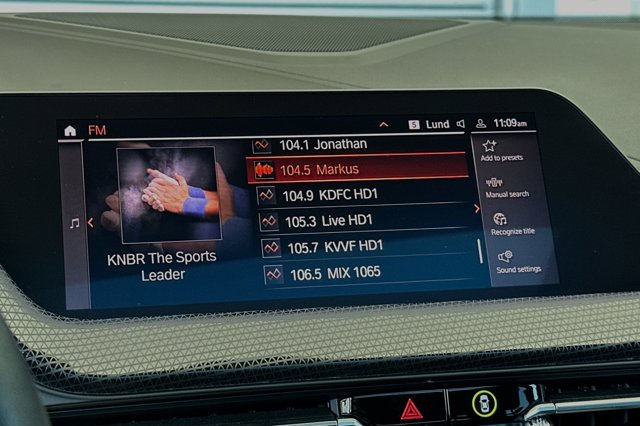 FM
S Lund 11:09am
104.1 Jonathan
104.5 Markus
104.9 KDFC HD1
105.3 Live HD1
105.7 KVVF HD1
106.5 MIX 1065
KNBR The Sports
Leader
Add to presets
Manual search
Recognize title
Sound settings